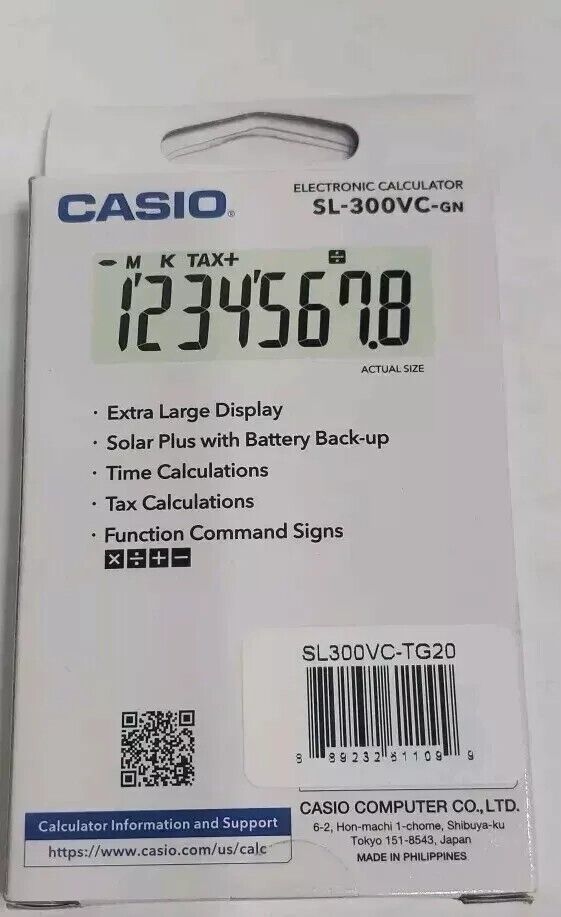 CASIO®
ELECTRONIC CALCULATOR
SL-300VC-GN
- M K TAX+ ÷
1'234'567.8
ACTUAL SIZE
· Extra Large Display
· Solar Plus with Battery Back-up
· Time Calculations
· Tax Calculations
· Function Command Signs
× ÷ + −
SL300VC-TG20
8 89232 61109 9
Calculator Information and Support
https://www.casio.com/us/calc
CASIO COMPUTER CO., LTD.
6-2, Hon-machi 1-chome, Shibuya-ku
Tokyo 151-8543, Japan
MADE IN PHILIPPINES